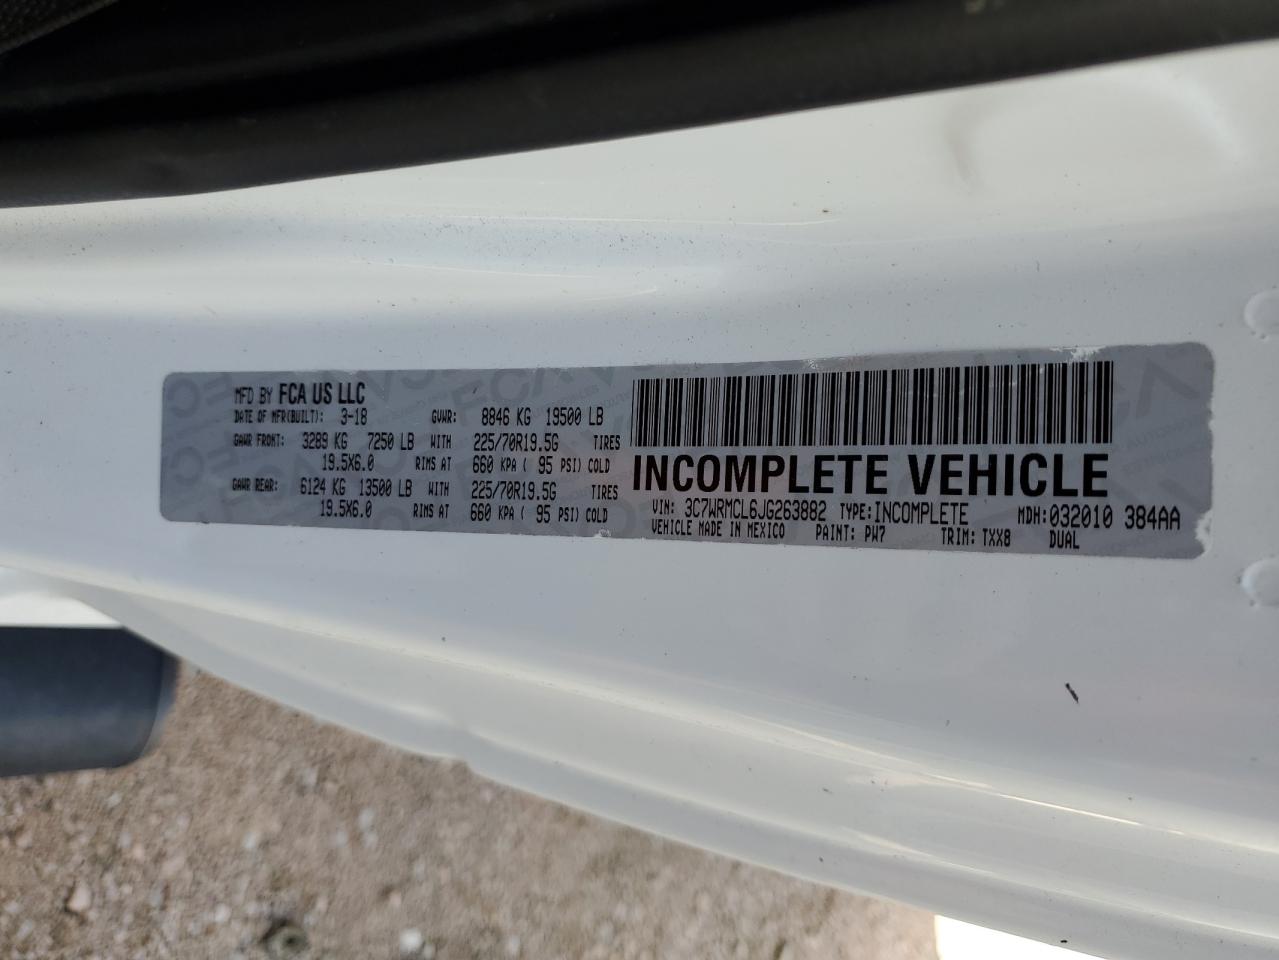 MFD BY FCA US LLC
DATE OF MFR(BUILT): 3-18 GVWR: 8846 KG 19500 LB
GAWR FRONT: 3289 KG 7250 LB WITH 225/70R19.5G TIRES
19.5X6.0 RIMS AT 660 KPA ( 95 PSI) COLD
GAWR REAR: 6124 KG 13500 LB WITH 225/70R19.5G TIRES
19.5X6.0 RIMS AT 660 KPA ( 95 PSI) COLD
INCOMPLETE VEHICLE
VIN: 3C7WRMCL6JG263882 TYPE:INCOMPLETE MDH:032010 384AA
VEHICLE MADE IN MEXICO PAINT: PW7 TRIM: TXX8 DUAL